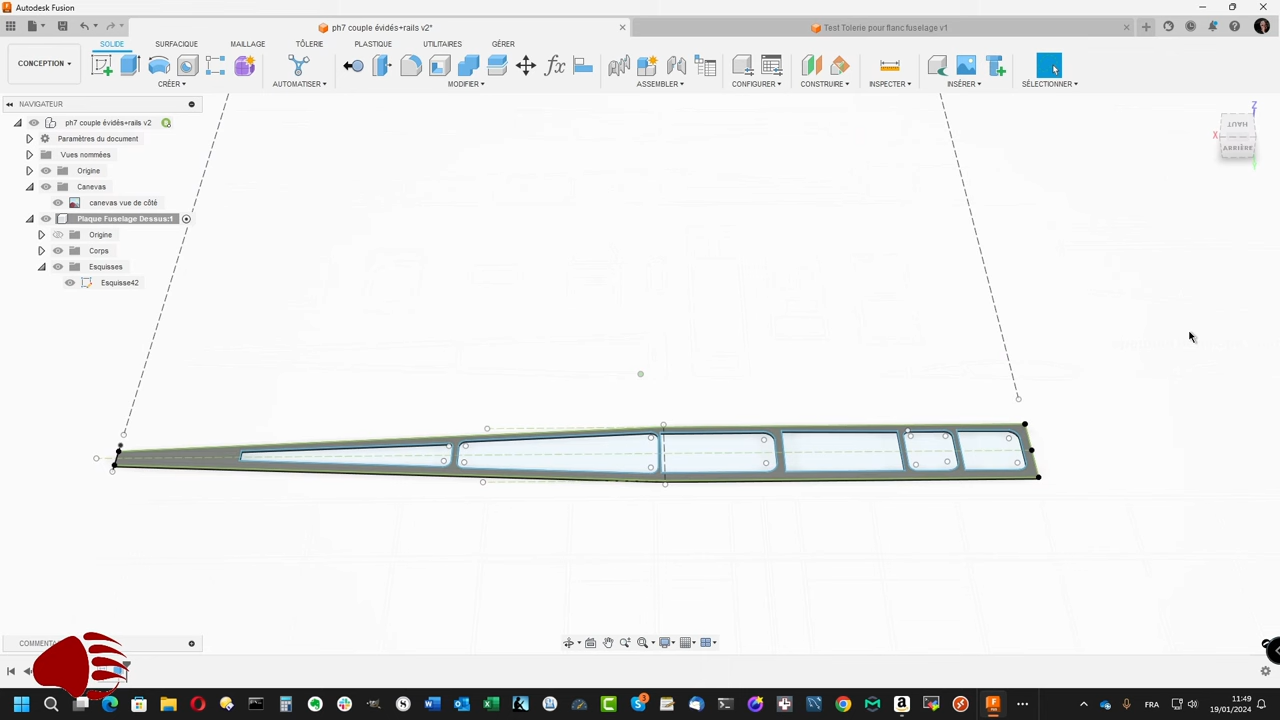 Autodesk Fusion
ph7 couple évidés+rails v2*
Test Tolerie pour flanc fuselage v1
SOLIDE
SURFACIQUE
MAILLAGE
TÔLERIE
PLASTIQUE
UTILITAIRES
GÉRER
CONCEPTION
CRÉER
AUTOMATISER
MODIFIER
ASSEMBLER
CONFIGURER
CONSTRUIRE
INSPECTER
INSÉRER
SÉLECTIONNER
NAVIGATEUR
ph7 couple évidés+rails v2
Paramètres du document
Vues nommées
Origine
Canevas
canevas vue de côté
Plaque Fuselage Dessus:1
Origine
Corps
Esquisses
Esquisse42
Z
X
HAUT
ARRIÈRE
COMMENTA
FRA
11:49
19/01/2024